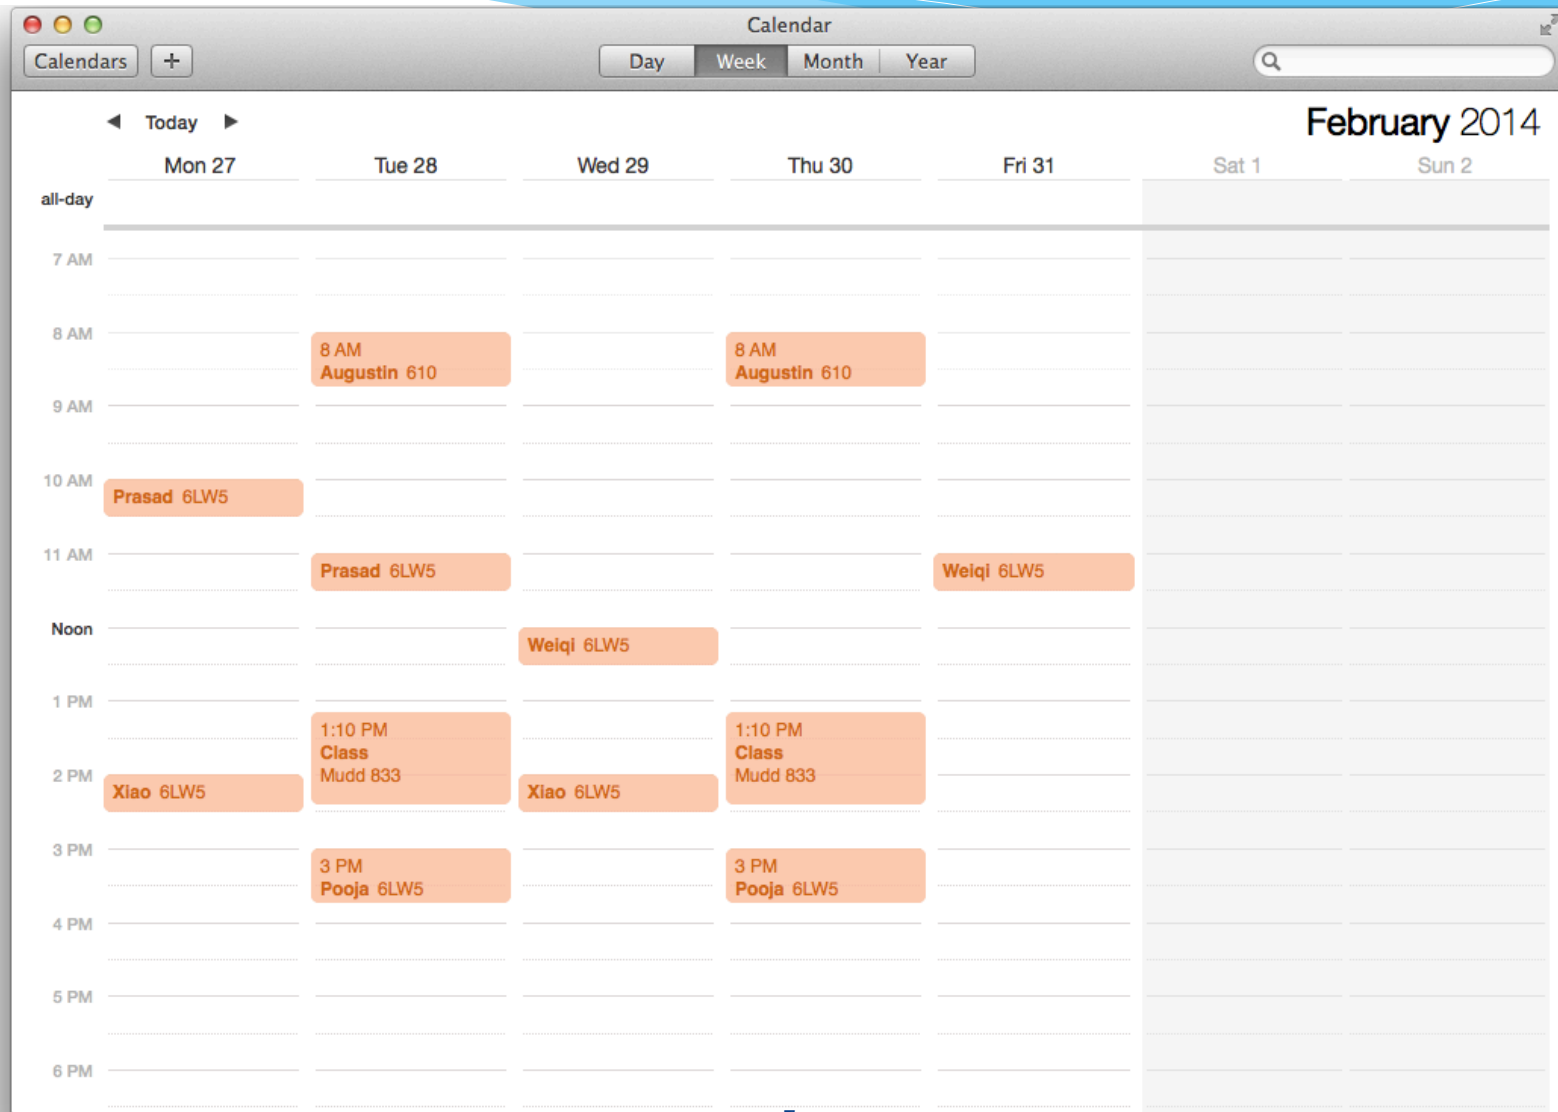 Calendar
Calendars + Day Week Month Year
Today
February 2014
Mon 27 Tue 28 Wed 29 Thu 30 Fri 31 Sat 1 Sun 2
all-day
7 AM
8 AM
8 AM
Augustin 610
8 AM
Augustin 610
9 AM
10 AM
Prasad 6LW5
11 AM
Prasad 6LW5
Weiqi 6LW5
Noon
Weiqi 6LW5
1 PM
1:10 PM
Class
Mudd 833
1:10 PM
Class
Mudd 833
2 PM
Xiao 6LW5
Xiao 6LW5
3 PM
3 PM
Pooja 6LW5
3 PM
Pooja 6LW5
4 PM
5 PM
6 PM